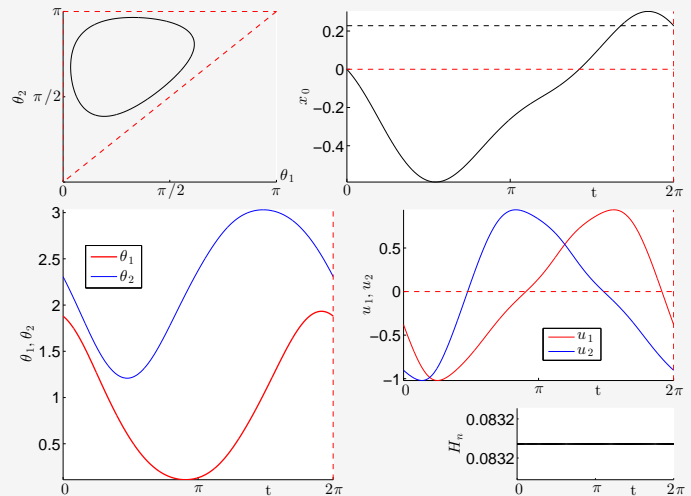 π
θ₂
π/2
0
π/2
π
θ₁
0.2
0
-0.2
-0.4
x₀
0
π
t
2π
3
2.5
2
1.5
1
0.5
θ₁, θ₂
θ₁
θ₂
0
π
t
2π
0.5
0
-0.5
-1
u₁, u₂
u₁
u₂
0
π
t
2π
0.0832
0.0832
Hₙ
0
π
t
2π